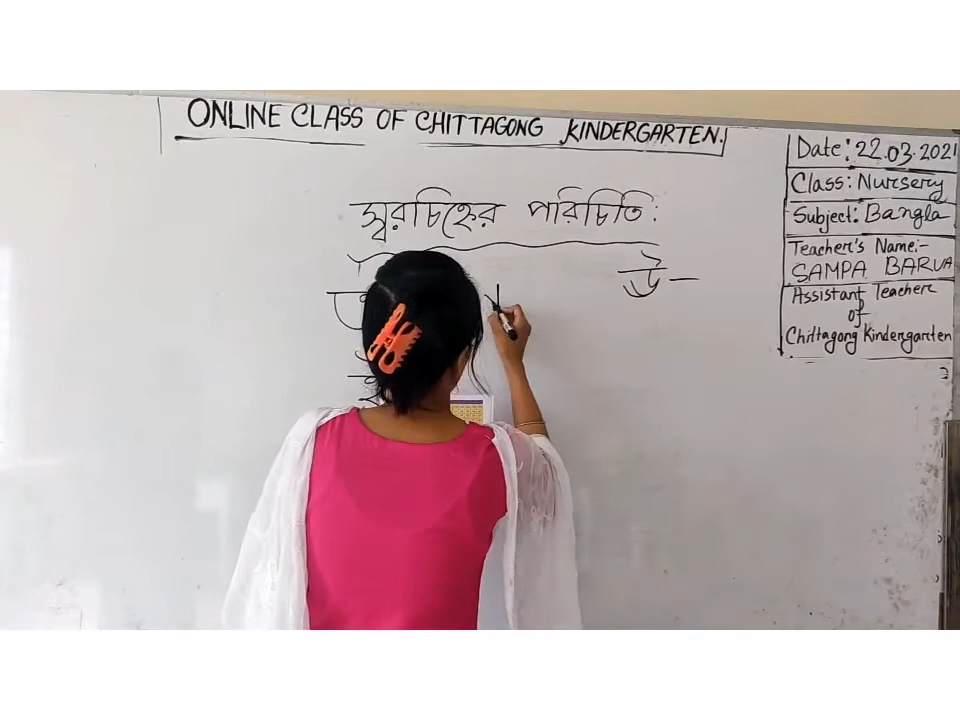 ONLINE CLASS OF CHITTAGONG KINDERGARTEN.
স্বরচিহ্নের পরিচিতি :
উ —
Date: 22.03.2021
Class: Nursery
Subject: Bangla
Teacher's Name:-
SAMPA BARUA
Assistant Teacher
of
Chittagong Kindergarten